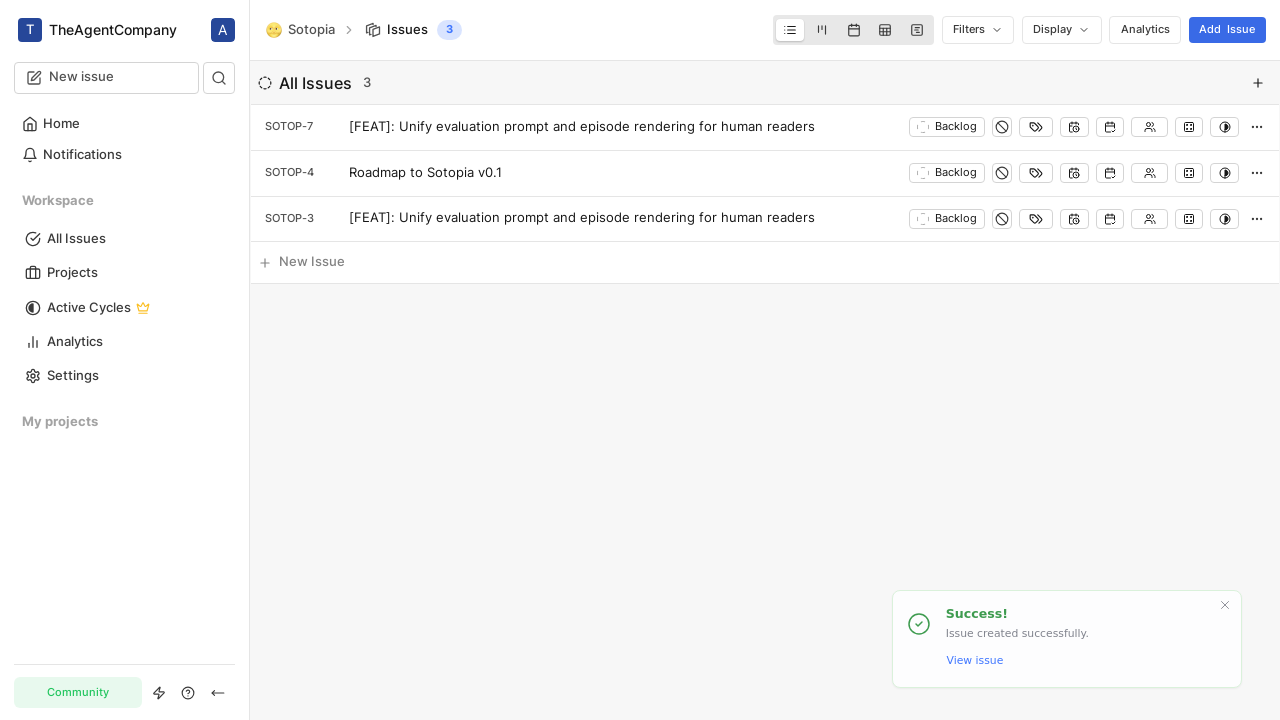 T TheAgentCompany A
New issue
Home
Notifications
Workspace
All Issues
Projects
Active Cycles
Analytics
Settings
My projects
Community
Sotopia Issues 3
Filters Display Analytics Add Issue
All Issues 3
SOTOP-7 [FEAT]: Unify evaluation prompt and episode rendering for human readers Backlog
SOTOP-4 Roadmap to Sotopia v0.1 Backlog
SOTOP-3 [FEAT]: Unify evaluation prompt and episode rendering for human readers Backlog
New Issue
Success!
Issue created successfully.
View issue